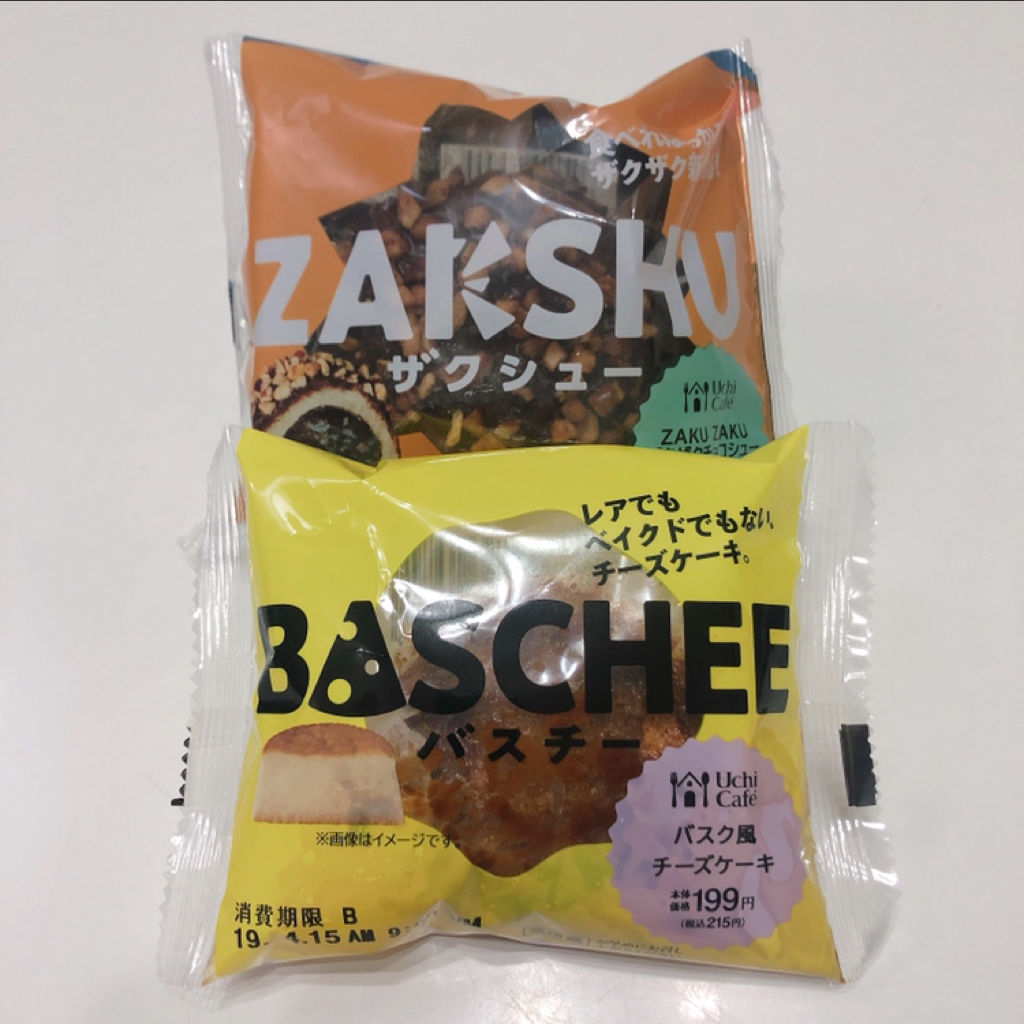 ザクザク
ZAKSHU
ザクシュー
Uchi
Café
ZAKU ZAKU
レアでも
ベイクドでもない、
チーズケーキ。
BASCHEE
バスチー
Uchi
Café
バスク風
チーズケーキ
本体
価格 199円
(税込215円)
※画像はイメージです。
消費期限 B
19. 4.15 AM